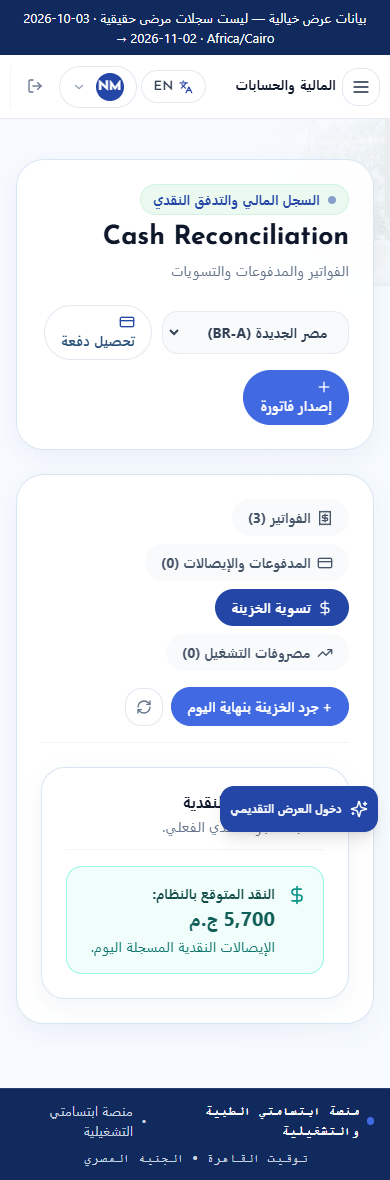 بيانات عرض خيالية — ليست سجلات مرضى حقيقية · 2026-10-03
→ 2026-11-02 · Africa/Cairo
المالية والحسابات
EN
NM
السجل المالي والتدفق النقدي
Cash Reconciliation
الفواتير والمدفوعات والتسويات
مصر الجديدة (BR-A)
تحصيل دفعة
إصدار فاتورة
الفواتير (3)
المدفوعات والإيصالات (0)
تسوية الخزينة
مصروفات التشغيل (0)
+ جرد الخزينة بنهاية اليوم
النقدية
دخول العرض التقديمي
الفعلي.
النقد المتوقع بالنظام:
5,700 ج.م
الإيصالات النقدية المسجلة اليوم.
منصة ابتسامتي الطبية والتشغيلية
• منصة ابتسامتي التشغيلية
توقيت القاهرة • الجنيه المصري